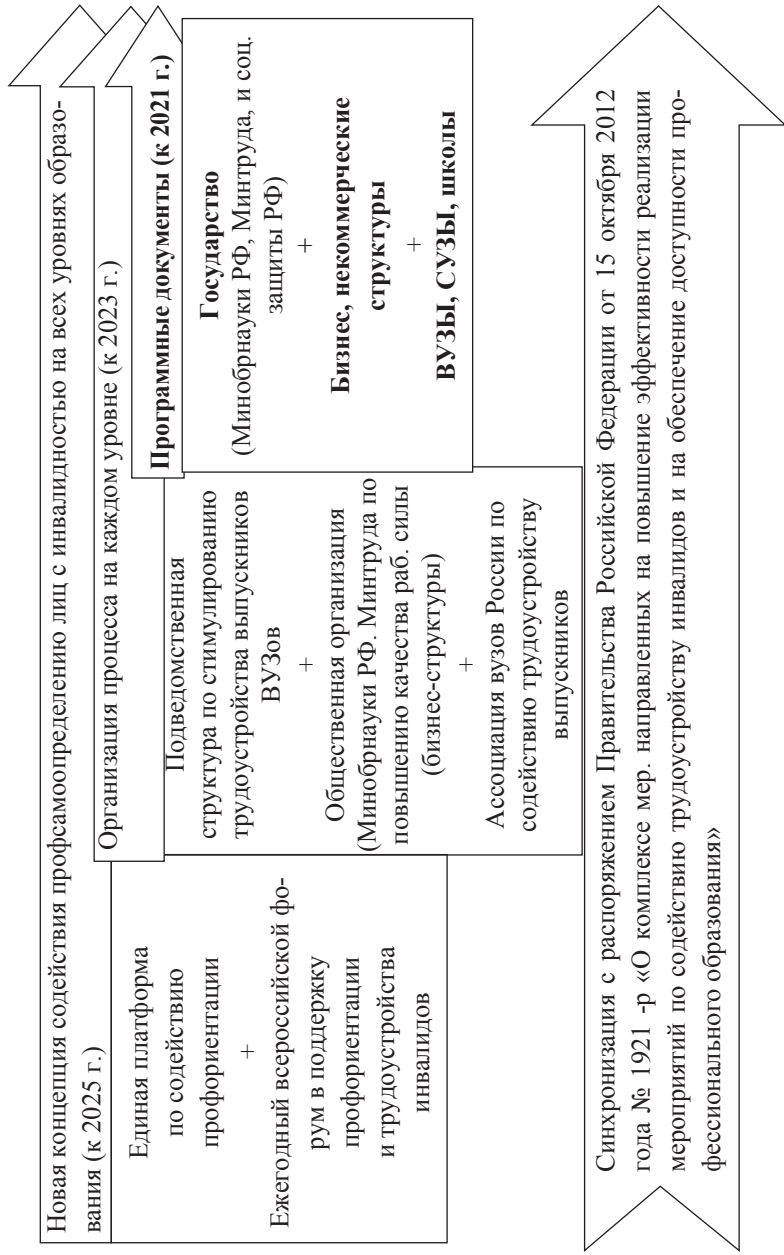 Новая концепция содействия профсамоопределению лиц с инвалидностью на всех уровнях образо-
вания (к 2025 г.)
Организация процесса на каждом уровне (к 2023 г.)
Программные документы (к 2021 г.)
Единая платформа
по содействию
профориентации
+
Ежегодный всероссийской фо-
рум в поддержку
профориентации
и трудоустройства
инвалидов
Подведомственная
структура по стимулированию
трудоустройства выпускников
ВУЗов
+
Общественная организация
(Минобрнауки РФ. Минтруда по
повышению качества раб. силы
(бизнес-структуры)
+
Ассоциация вузов России по
содействию трудоустройству
выпускников
Государство
(Минобрнауки РФ, Минтруда, и соц.
защиты РФ)
+
Бизнес, некоммерческие
структуры
+
ВУЗЫ, СУЗЫ, школы
Синхронизация с распоряжением Правительства Российской Федерации от 15 октября 2012
года № 1921 -р «О комплексе мер. направленных на повышение эффективности реализации
мероприятий по содействию трудоустройству инвалидов и на обеспечение доступности про-
фессионального образования»